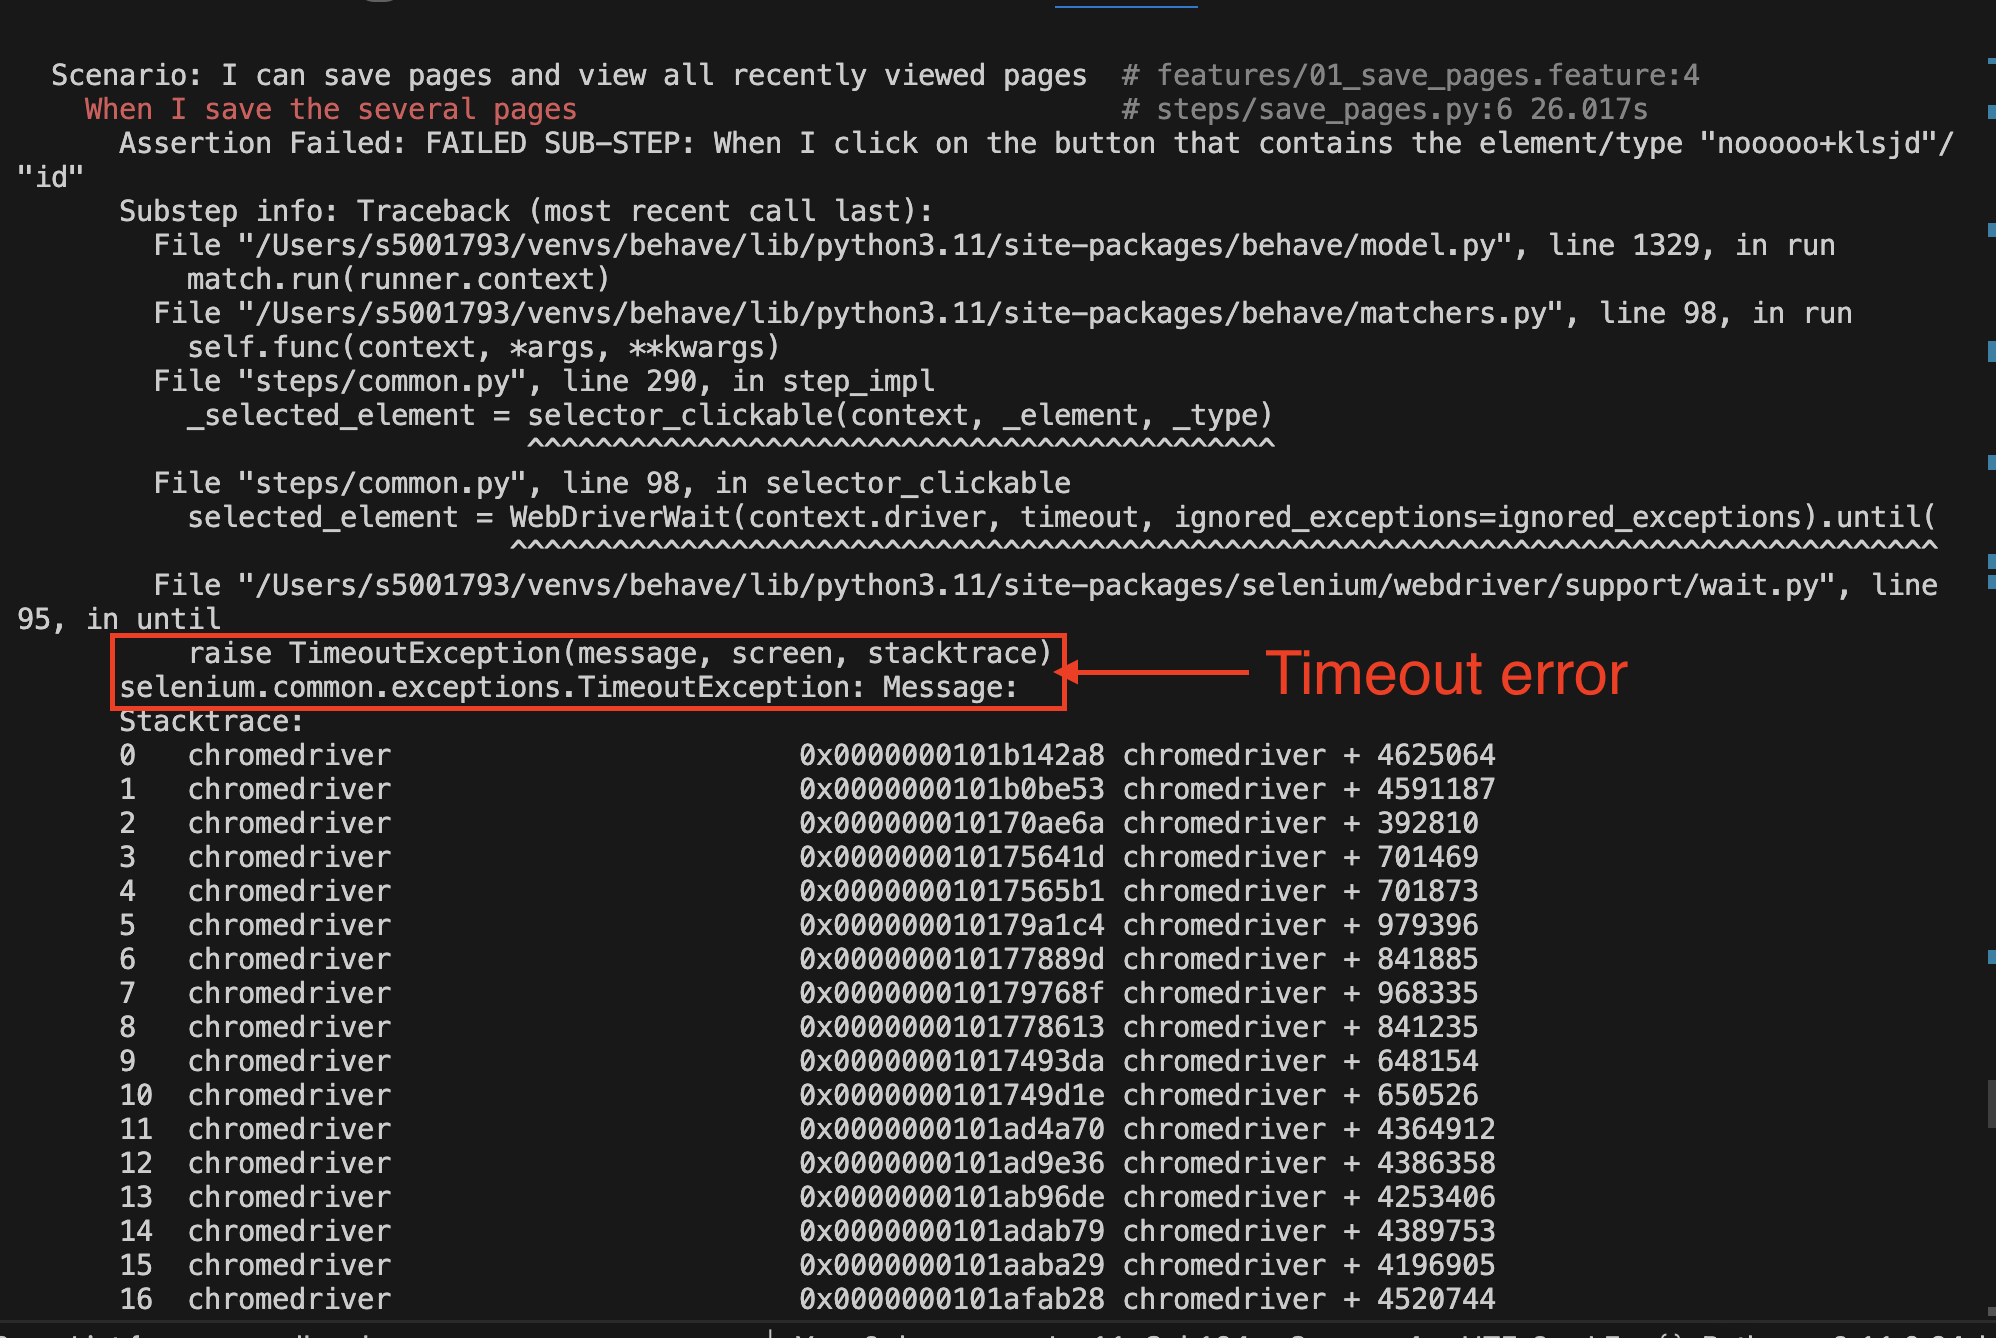 Scenario: I can save pages and view all recently viewed pages # features/01_save_pages.feature:4
When I save the several pages # steps/save_pages.py:6 26.017s
Assertion Failed: FAILED SUB-STEP: When I click on the button that contains the element/type "nooooo+klsjd"/
"id"
Substep info: Traceback (most recent call last):
File "/Users/s5001793/venvs/behave/lib/python3.11/site-packages/behave/model.py", line 1329, in run
match.run(runner.context)
File "/Users/s5001793/venvs/behave/lib/python3.11/site-packages/behave/matchers.py", line 98, in run
self.func(context, *args, **kwargs)
File "steps/common.py", line 290, in step_impl
_selected_element = selector_clickable(context, _element, _type)
^^^^^^^^^^^^^^^^^^^^^^^^^^^^^^^^^^^^^^^^^^^^
File "steps/common.py", line 98, in selector_clickable
selected_element = WebDriverWait(context.driver, timeout, ignored_exceptions=ignored_exceptions).until(
^^^^^^^^^^^^^^^^^^^^^^^^^^^^^^^^^^^^^^^^^^^^^^^^^^^^^^^^^^^^^^^^^^^^^^^^^^^^^^^^^^^^
File "/Users/s5001793/venvs/behave/lib/python3.11/site-packages/selenium/webdriver/support/wait.py", line
95, in until
raise TimeoutException(message, screen, stacktrace)
selenium.common.exceptions.TimeoutException: Message:
Timeout error
Stacktrace:
0 chromedriver 0x0000000101b142a8 chromedriver + 4625064
1 chromedriver 0x0000000101b0be53 chromedriver + 4591187
2 chromedriver 0x000000010170ae6a chromedriver + 392810
3 chromedriver 0x000000010175641d chromedriver + 701469
4 chromedriver 0x00000001017565b1 chromedriver + 701873
5 chromedriver 0x000000010179a1c4 chromedriver + 979396
6 chromedriver 0x000000010177889d chromedriver + 841885
7 chromedriver 0x000000010179768f chromedriver + 968335
8 chromedriver 0x0000000101778613 chromedriver + 841235
9 chromedriver 0x00000001017493da chromedriver + 648154
10 chromedriver 0x0000000101749d1e chromedriver + 650526
11 chromedriver 0x0000000101ad4a70 chromedriver + 4364912
12 chromedriver 0x0000000101ad9e36 chromedriver + 4386358
13 chromedriver 0x0000000101ab96de chromedriver + 4253406
14 chromedriver 0x0000000101adab79 chromedriver + 4389753
15 chromedriver 0x0000000101aaba29 chromedriver + 4196905
16 chromedriver 0x0000000101afab28 chromedriver + 4520744